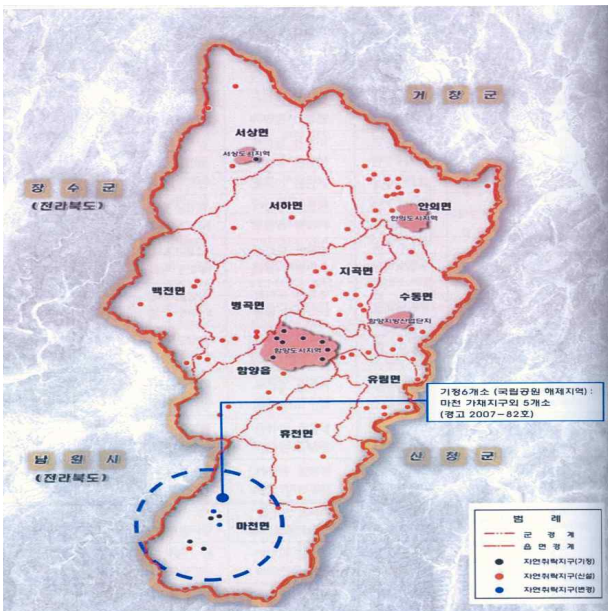 거창군
서상면
서상도시지역
장수군
(전라북도)
서하면
안의면
안의도시지역
지곡면
백전면
병곡면
수동면
함양지방산업단지
함양도시지역
함양읍
유림면
기정6개소 (국립공원 해제지역) :
마천 가채지구외 5개소
(경고 2007-82호)
휴천면
남원시
(전라북도)
산청군
마천면
범 례
군 경 계
읍 면 경 계
자연취락지구(기정)
자연취락지구(신설)
자연취락지구(변경)